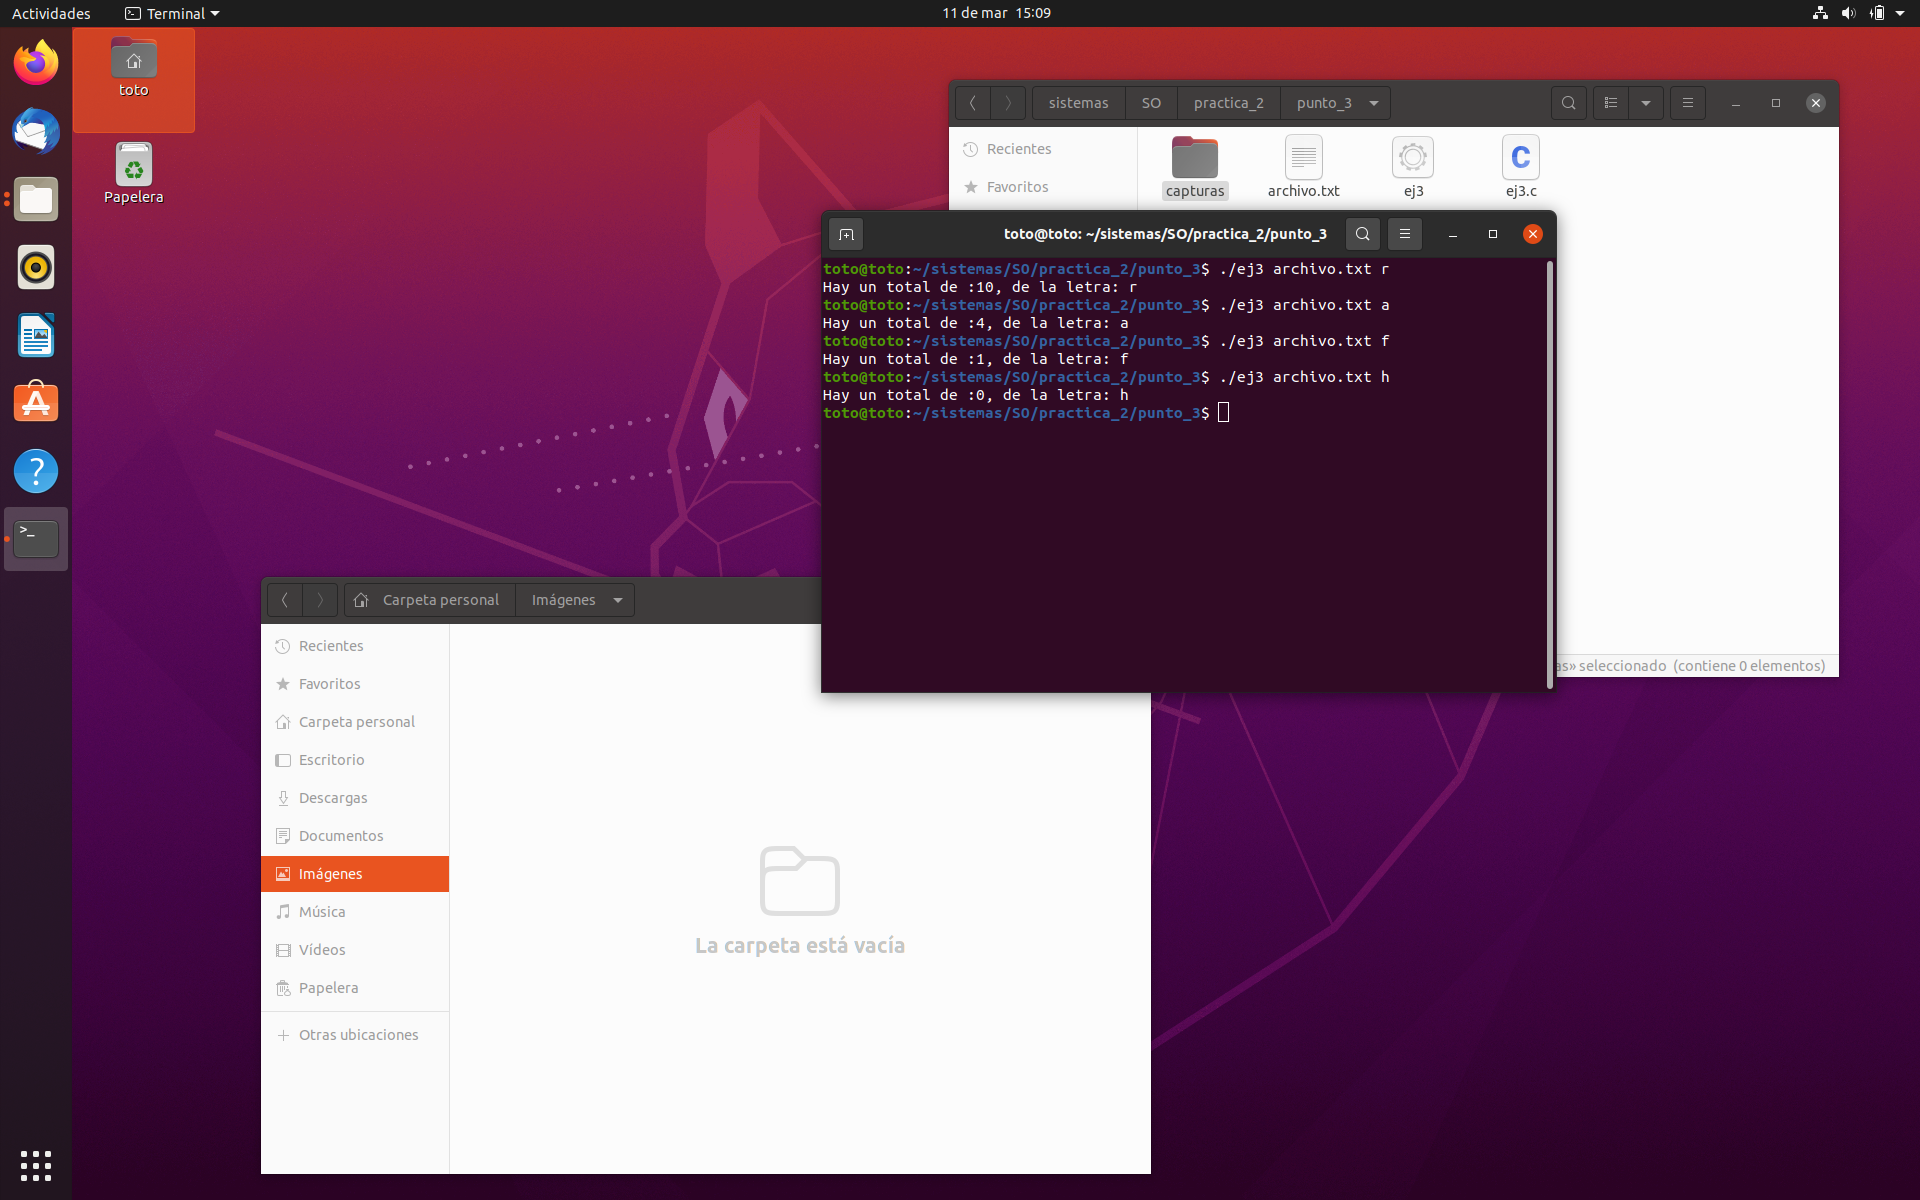 Actividades
Terminal
11 de mar 15:09
toto
Papelera
sistemas
SO
practica_2
punto_3
Recientes
Favoritos
capturas
archivo.txt
ej3
C
ej3.c
toto@toto: ~/sistemas/SO/practica_2/punto_3
toto@toto:~/sistemas/SO/practica_2/punto_3$ ./ej3 archivo.txt r
Hay un total de :10, de la letra: r
toto@toto:~/sistemas/SO/practica_2/punto_3$ ./ej3 archivo.txt a
Hay un total de :4, de la letra: a
toto@toto:~/sistemas/SO/practica_2/punto_3$ ./ej3 archivo.txt f
Hay un total de :1, de la letra: f
toto@toto:~/sistemas/SO/practica_2/punto_3$ ./ej3 archivo.txt h
Hay un total de :0, de la letra: h
toto@toto:~/sistemas/SO/practica_2/punto_3$
as» seleccionado (contiene 0 elementos)
Carpeta personal
Imágenes
Recientes
Favoritos
Carpeta personal
Escritorio
Descargas
Documentos
Imágenes
Música
Vídeos
Papelera
Otras ubicaciones
La carpeta está vacía